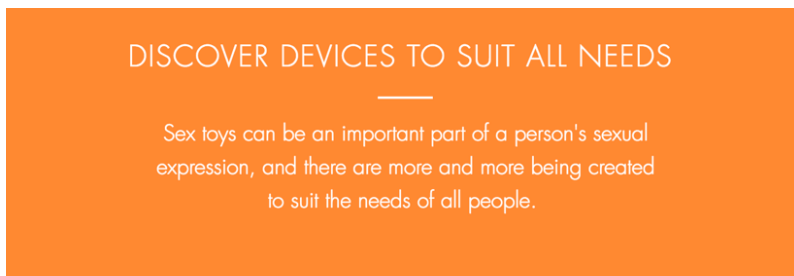 DISCOVER DEVICES TO SUIT ALL NEEDS
Sex toys can be an important part of a person's sexual
expression, and there are more and more being created
to suit the needs of all people.